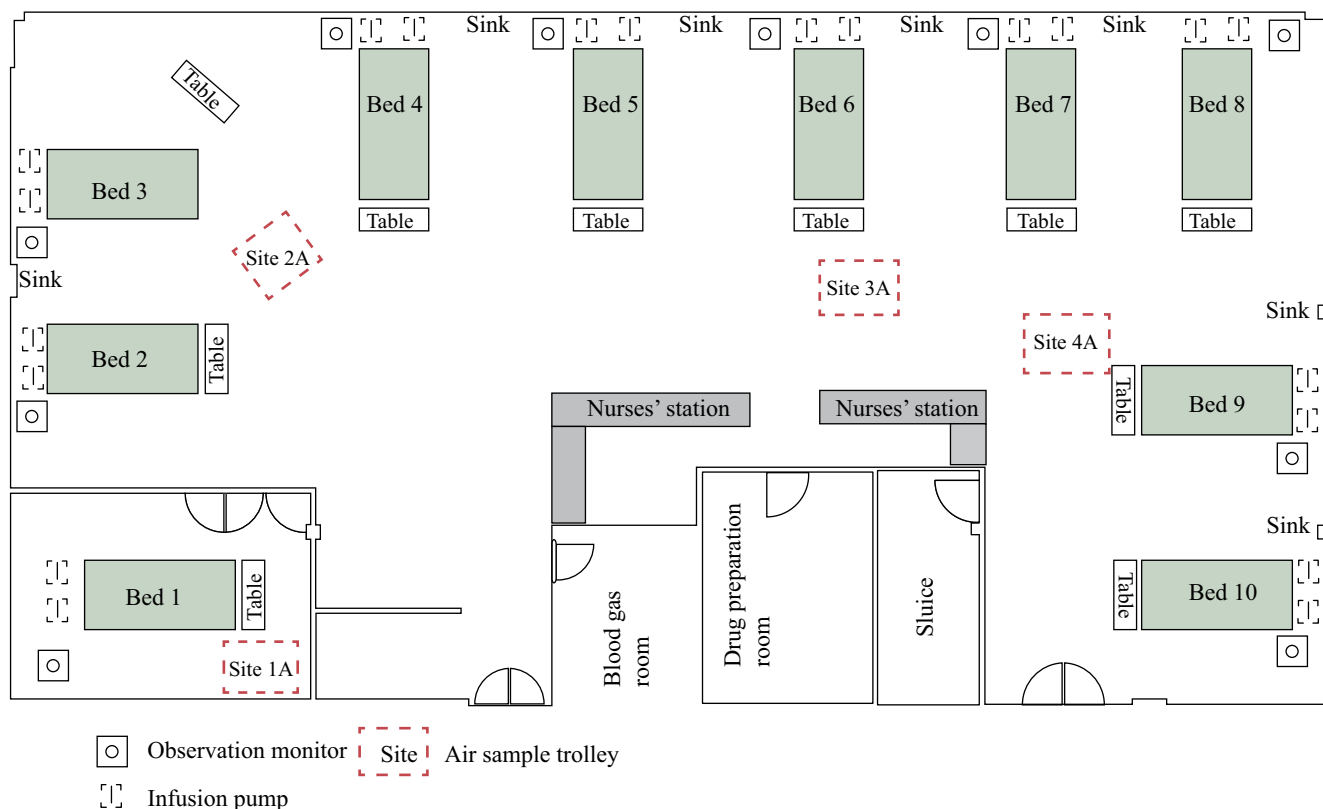 Sink
Sink
Sink
Sink
Table
Bed 4
Bed 5
Bed 6
Bed 7
Bed 8
Bed 3
Table
Table
Table
Table
Table
Site 2A
Sink
Site 3A
Sink
Site 4A
Bed 2
Table
Table
Bed 9
Nurses’ station
Nurses’ station
Sink
Bed 1
Table
Blood gas
room
Drug preparation
room
Sluice
Table
Bed 10
Site 1A
Observation monitor
Site
Air sample trolley
Infusion pump